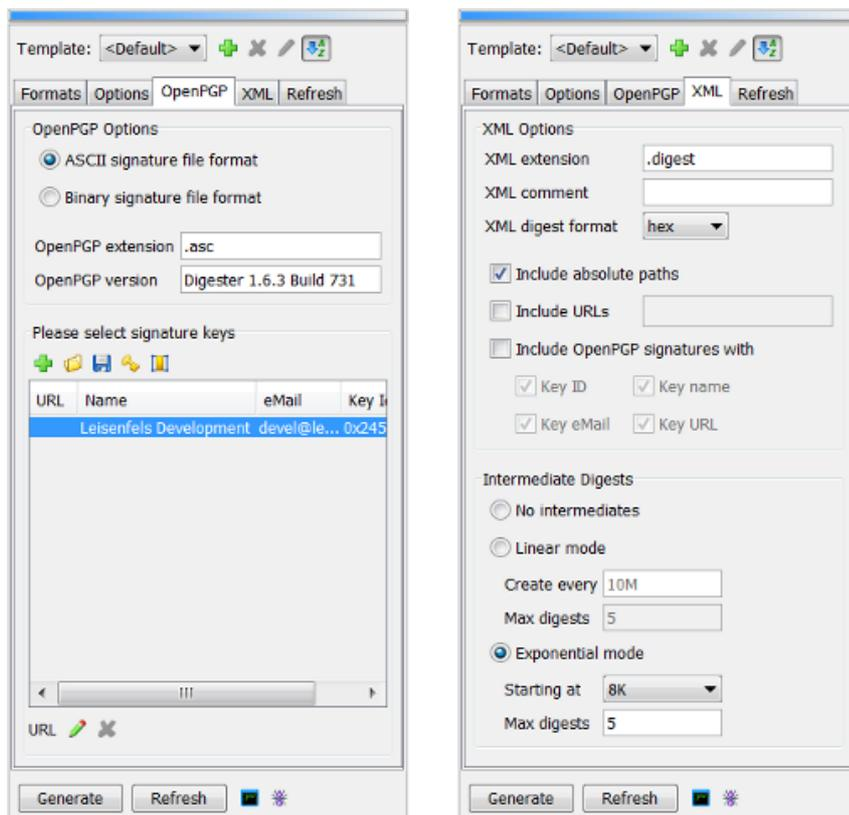 Template: <Default>
Formats Options OpenPGP XML Refresh
OpenPGP Options
ASCII signature file format
Binary signature file format
OpenPGP extension .asc
OpenPGP version Digester 1.6.3 Build 731
Please select signature keys
URL Name eMail Key I
Leisenfels Development devel@le... 0x245
URL
Generate Refresh
Template: <Default>
Formats Options OpenPGP XML Refresh
XML Options
XML extension .digest
XML comment
XML digest format hex
Include absolute paths
Include URLs
Include OpenPGP signatures with
Key ID Key name
Key eMail Key URL
Intermediate Digests
No intermediates
Linear mode
Create every 10M
Max digests 5
Exponential mode
Starting at 8K
Max digests 5
Generate Refresh